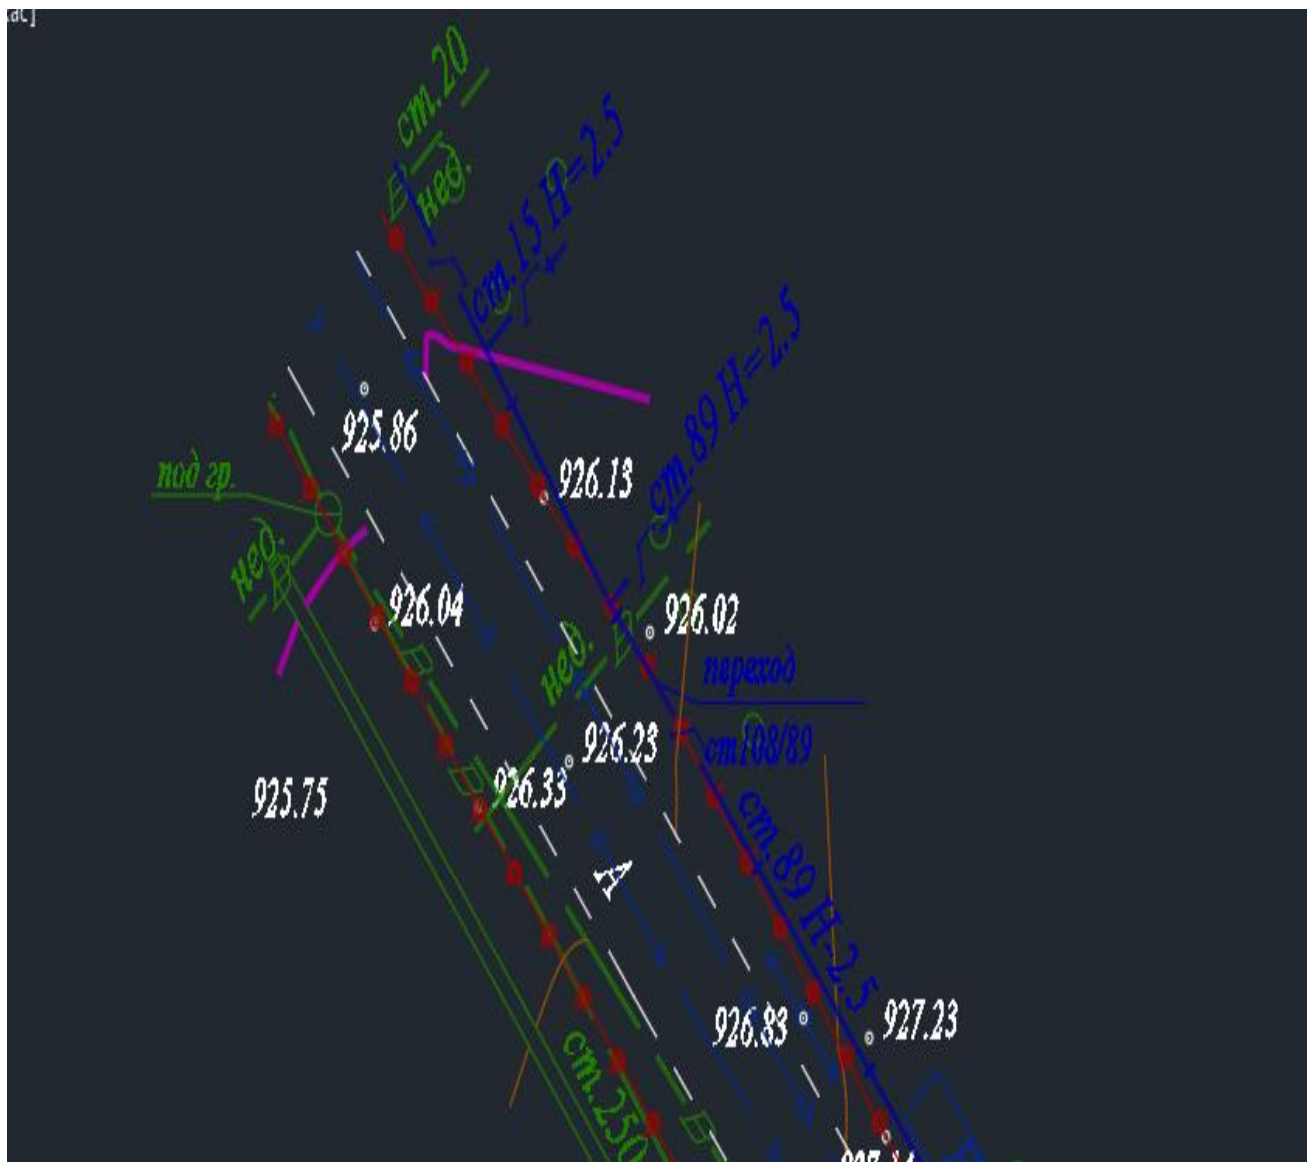 ст.20
нед.
ст.15 H=2.5
ст.89 H=2.5
925.86
926.13
под гр.
нед.
926.04
926.02
нед.
переход
926.23
ст108/89
926.33
925.75
А
ст.89 H-2.5
926.83
927.23
ст.250